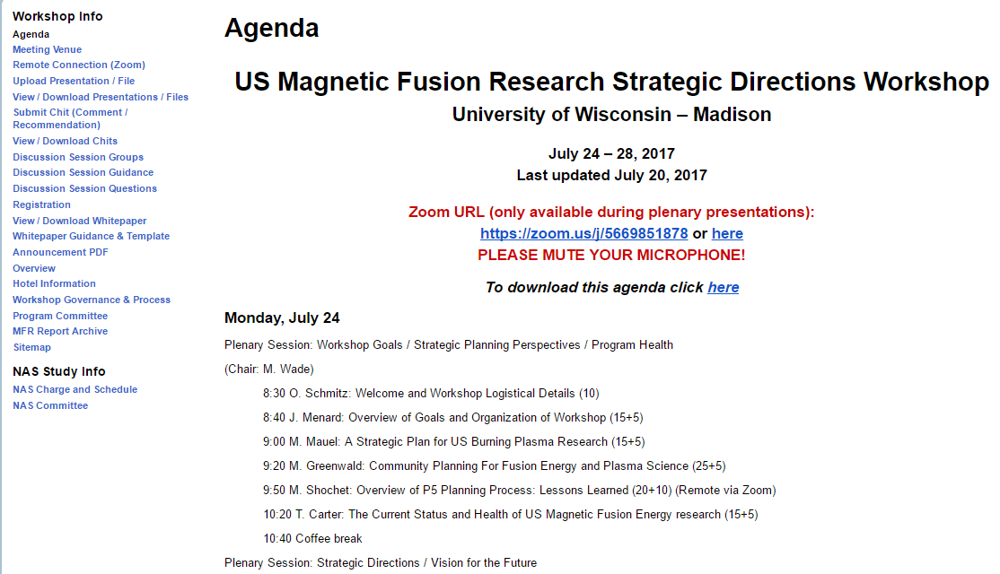 Workshop Info
Agenda
Meeting Venue
Remote Connection (Zoom)
Upload Presentation / File
View / Download Presentations / Files
Submit Chit (Comment /
Recommendation)
View / Download Chits
Discussion Session Groups
Discussion Session Guidance
Discussion Session Questions
Registration
View / Download Whitepaper
Whitepaper Guidance & Template
Announcement PDF
Overview
Hotel Information
Workshop Governance & Process
Program Committee
MFR Report Archive
Sitemap
NAS Study Info
NAS Charge and Schedule
NAS Committee
Agenda
US Magnetic Fusion Research Strategic Directions Workshop
University of Wisconsin – Madison
July 24 – 28, 2017
Last updated July 20, 2017
Zoom URL (only available during plenary presentations):
https://zoom.us/j/5669851878 or here
PLEASE MUTE YOUR MICROPHONE!
To download this agenda click here
Monday, July 24
Plenary Session: Workshop Goals / Strategic Planning Perspectives / Program Health
(Chair: M. Wade)
8:30 O. Schmitz: Welcome and Workshop Logistical Details (10)
8:40 J. Menard: Overview of Goals and Organization of Workshop (15+5)
9:00 M. Mauel: A Strategic Plan for US Burning Plasma Research (15+5)
9:20 M. Greenwald: Community Planning For Fusion Energy and Plasma Science (25+5)
9:50 M. Shochet: Overview of P5 Planning Process: Lessons Learned (20+10) (Remote via Zoom)
10:20 T. Carter: The Current Status and Health of US Magnetic Fusion Energy research (15+5)
10:40 Coffee break
Plenary Session: Strategic Directions / Vision for the Future